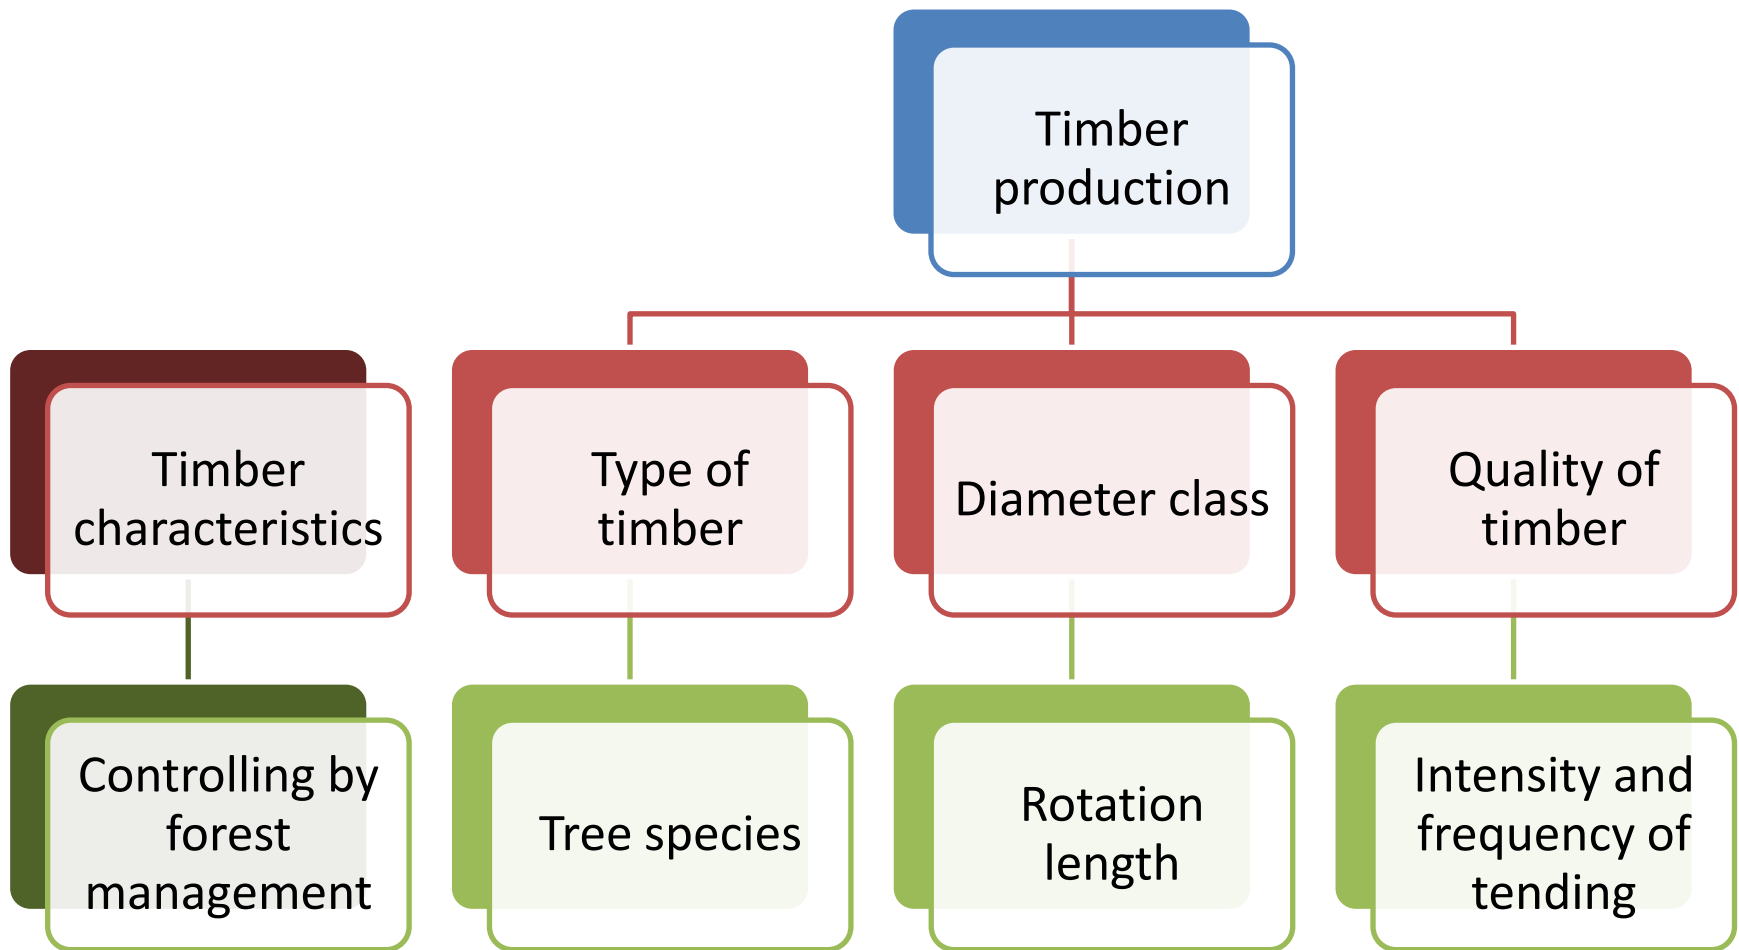 Timber
production
Timber
characteristics
Type of
timber
Diameter class
Quality of
timber
Controlling by
forest
management
Tree species
Rotation
length
Intensity and
frequency of
tending